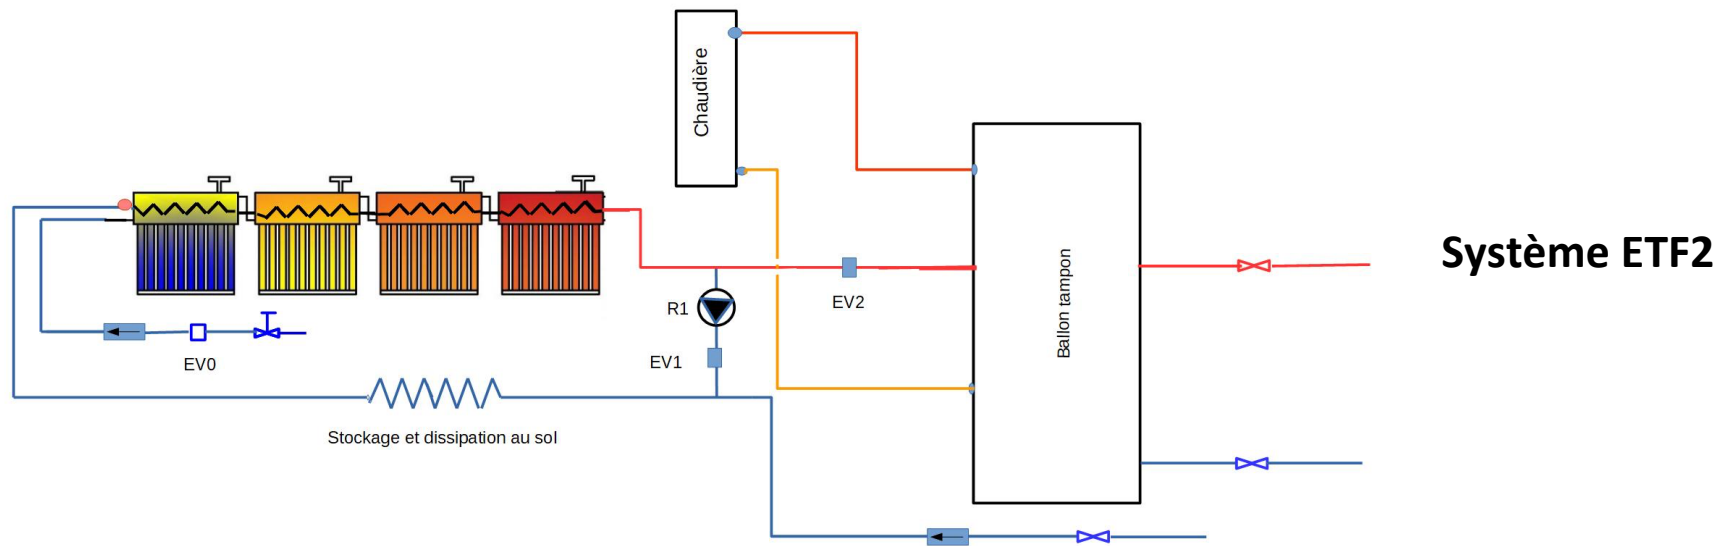 Chaudière
Système ETF2
Ballon tampon
R1
EV2
EV1
EV0
Stockage et dissipation au sol